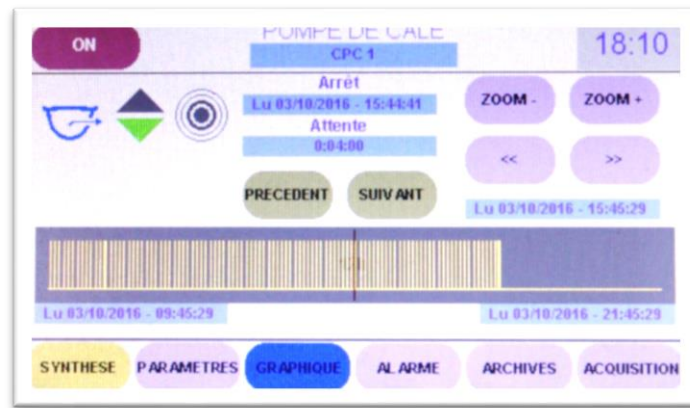 ON
POMPE DE CALE
18:10
CPC 1
Arrêt
Lu 03/10/2016 - 15:44:41
Attente
0:04:00
ZOOM -
ZOOM +
<<
>>
PRECEDENT
SUIVANT
Lu 03/10/2016 - 15:45:29
12h
Lu 03/10/2016 - 09:45:29
Lu 03/10/2016 - 21:45:29
SYNTHESE
PARAMETRES
GRAPHIQUE
ALARME
ARCHIVES
ACQUISITION